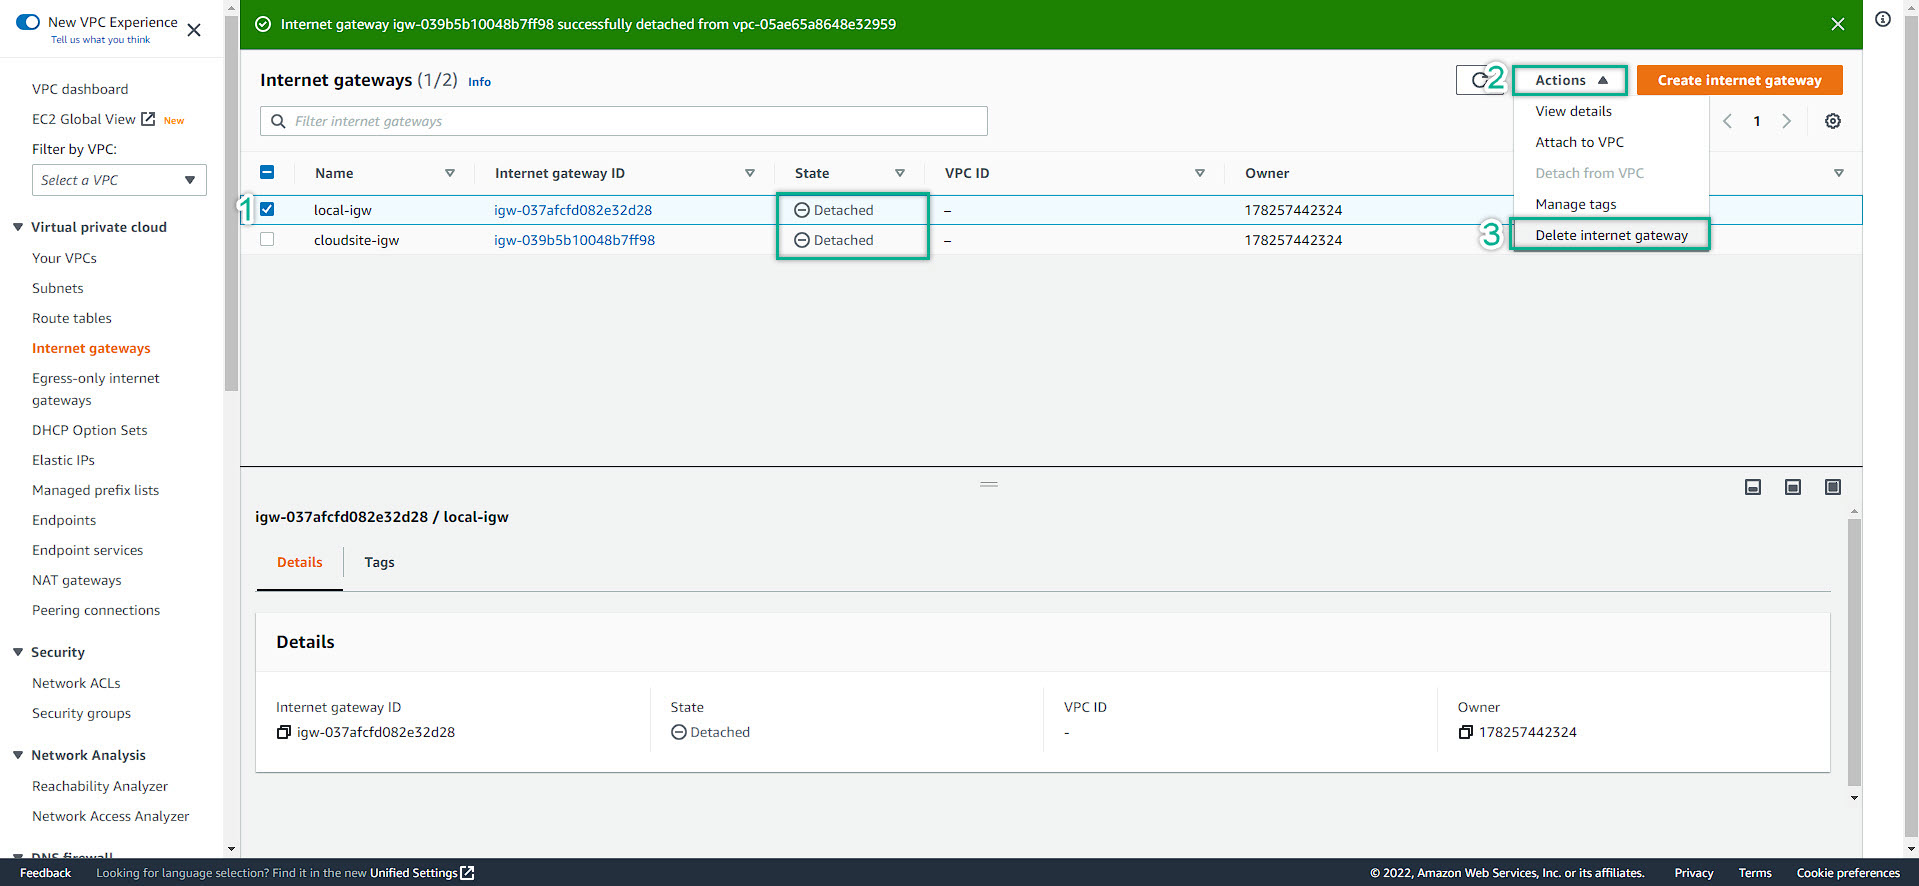 New VPC Experience
Tell us what you think
VPC dashboard
EC2 Global View New
Filter by VPC:
Select a VPC
Virtual private cloud
Your VPCs
Subnets
Route tables
Internet gateways
Egress-only internet
gateways
DHCP Option Sets
Elastic IPs
Managed prefix lists
Endpoints
Endpoint services
NAT gateways
Peering connections
Security
Network ACLs
Security groups
Network Analysis
Reachability Analyzer
Network Access Analyzer
DNS firewall
Internet gateway igw-039b5b10048b7ff98 successfully detached from vpc-05ae65a8648e32959
Internet gateways (1/2) Info
2
Actions
Create internet gateway
Filter internet gateways
1
View details
Attach to VPC
Detach from VPC
Manage tags
3
Delete internet gateway
Name Internet gateway ID State VPC ID Owner
1
local-igw igw-037afcfd082e32d28 Detached – 178257442324
cloudsite-igw igw-039b5b10048b7ff98 Detached – 178257442324
igw-037afcfd082e32d28 / local-igw
Details Tags
Details
Internet gateway ID State VPC ID Owner
igw-037afcfd082e32d28 Detached - 178257442324
Feedback Looking for language selection? Find it in the new Unified Settings © 2022, Amazon Web Services, Inc. or its affiliates. Privacy Terms Cookie preferences